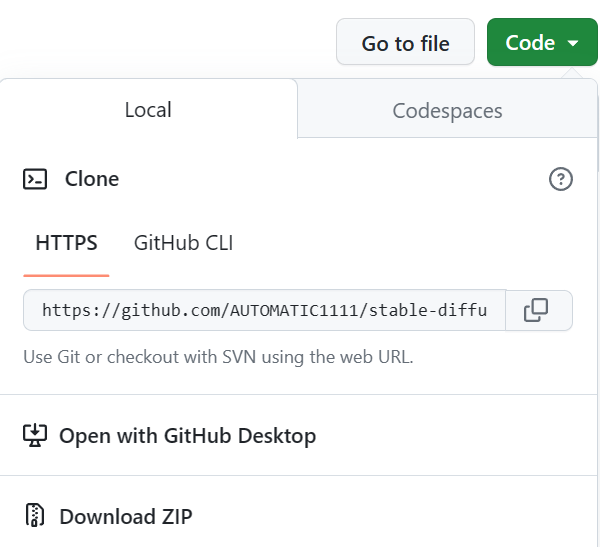 Go to file
Code
Local
Codespaces
Clone
HTTPS
GitHub CLI
https://github.com/AUTOMATIC1111/stable-diffu
Use Git or checkout with SVN using the web URL.
Open with GitHub Desktop
Download ZIP